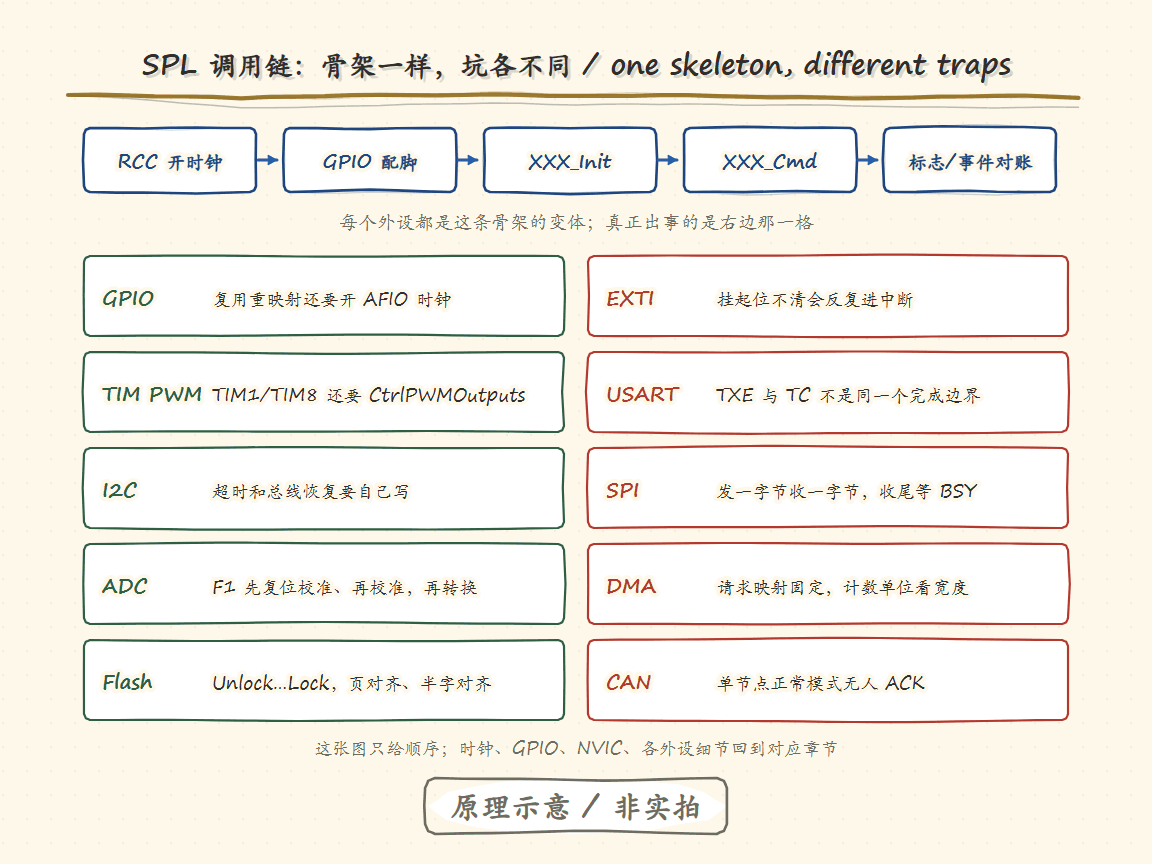 SPL 调用链：骨架一样，坑各不同 / one skeleton, different traps
RCC 开时钟
GPIO 配脚
XXX_Init
XXX_Cmd
标志/事件对账
每个外设都是这条骨架的变体；真正出事的是右边那一格
GPIO 复用重映射还要开 AFIO 时钟
EXTI 挂起位不清会反复进中断
TIM PWM TIM1/TIM8 还要 CtrlPWMOutputs
USART TXE 与 TC 不是同一个完成边界
I2C 超时和总线恢复要自己写
SPI 发一字节收一字节，收尾等 BSY
ADC F1 先复位校准、再校准，再转换
DMA 请求映射固定，计数单位看宽度
Flash Unlock…Lock，页对齐、半字对齐
CAN 单节点正常模式无人 ACK
这张图只给顺序；时钟、GPIO、NVIC、各外设细节回到对应章节
原理示意 / 非实拍